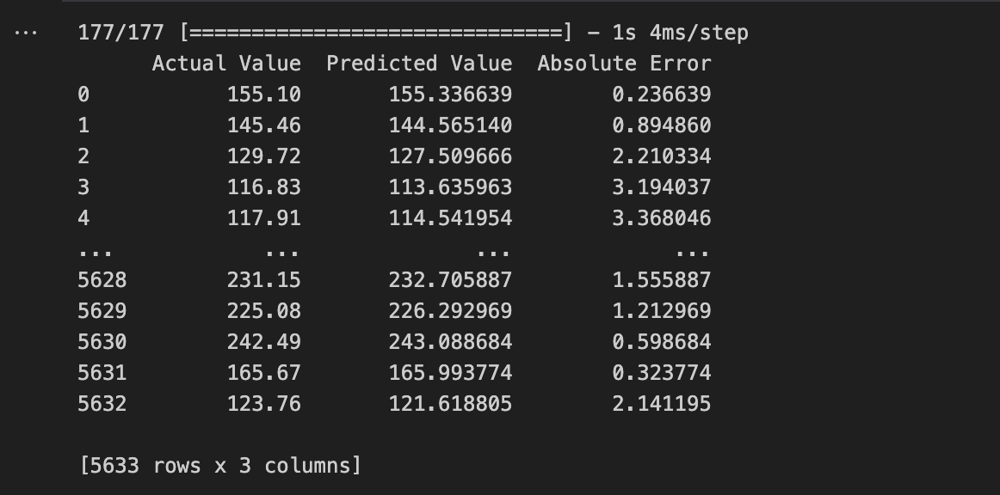 ...
177/177 [==============================] - 1s 4ms/step
Actual Value Predicted Value Absolute Error
0 155.10 155.336639 0.236639
1 145.46 144.565140 0.894860
2 129.72 127.509666 2.210334
3 116.83 113.635963 3.194037
4 117.91 114.541954 3.368046
... ... ... ...
5628 231.15 232.705887 1.555887
5629 225.08 226.292969 1.212969
5630 242.49 243.088684 0.598684
5631 165.67 165.993774 0.323774
5632 123.76 121.618805 2.141195
[5633 rows x 3 columns]